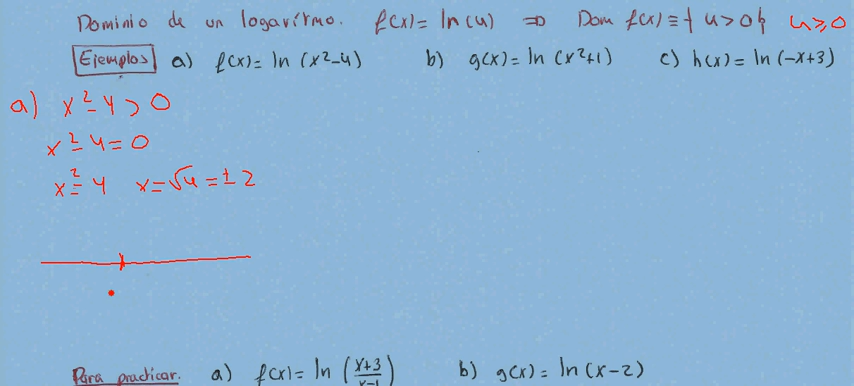 Dominio de un logarítmo. f(x) = ln(u) ⇒ Dom f(x) ≡ { u > 0 } u ≥ 0
Ejemplos a) f(x) = ln (x²-4) b) g(x) = ln (x²+1) c) h(x) = ln (-x+3)
a) x² - 4 > 0
x² - 4 = 0
x² = 4 x = √4 = ± 2
Para practicar. a) f(x) = ln (x+3/x-1) b) g(x) = ln (x-2)